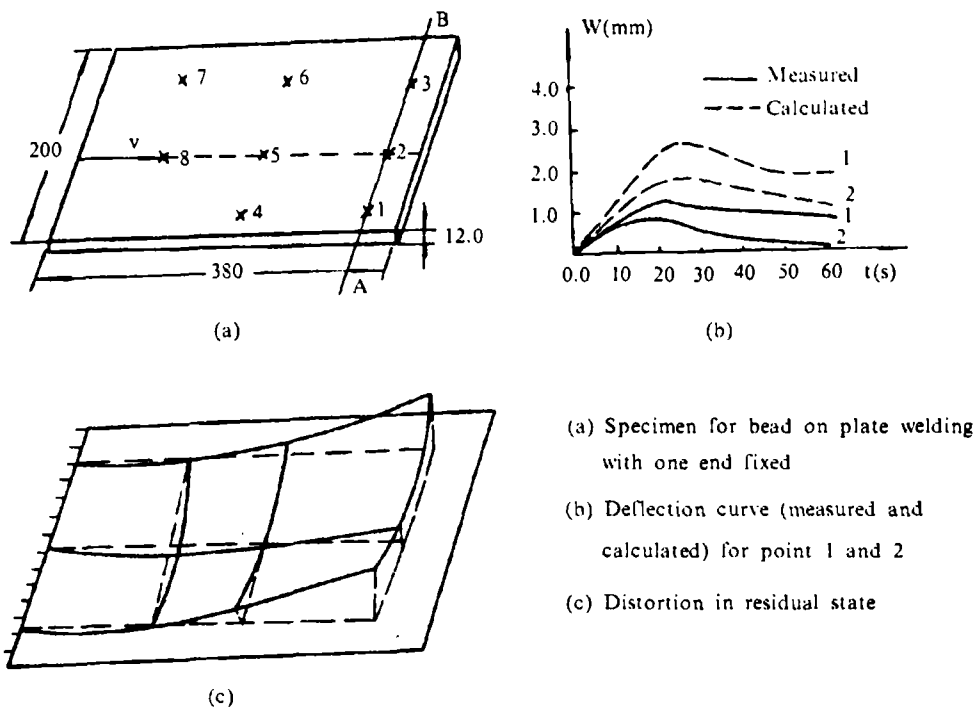 B
7
6
3
200
v
8
5
2
4
1
12.0
380
A
(a)
W(mm)
4.0
3.0
2.0
1.0
Measured
Calculated
1
2
1
2
0.0 10 20 30 40 50 60 t(s)
(b)
(c)
(a) Specimen for bead on plate welding
with one end fixed
(b) Deflection curve (measured and
calculated) for point 1 and 2
(c) Distortion in residual state